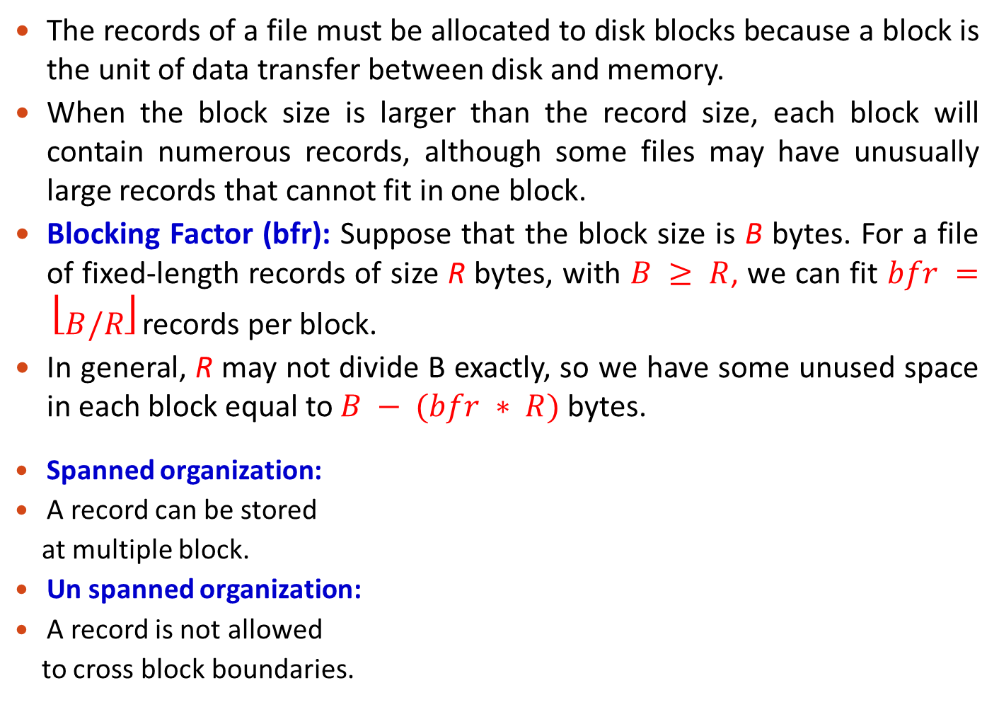 • The records of a file must be allocated to disk blocks because a block is
the unit of data transfer between disk and memory.
• When the block size is larger than the record size, each block will
contain numerous records, although some files may have unusually
large records that cannot fit in one block.
• Blocking Factor (bfr): Suppose that the block size is B bytes. For a file
of fixed-length records of size R bytes, with B ≥ R, we can fit bfr =
⌊B/R⌋ records per block.
• In general, R may not divide B exactly, so we have some unused space
in each block equal to B − (bfr ∗ R) bytes.
• Spanned organization:
• A record can be stored
at multiple block.
• Un spanned organization:
• A record is not allowed
to cross block boundaries.